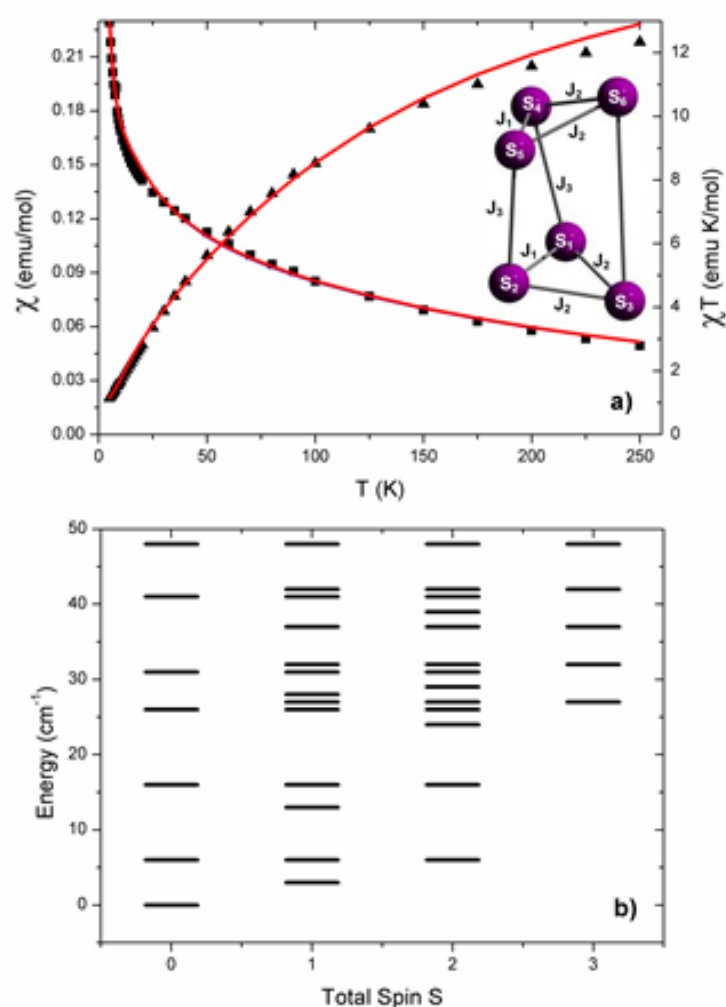 0.21
0.18
0.15
0.12
0.09
0.06
0.03
0.00
χ (emu/mol)
12
10
8
6
4
2
0
χT (emu K/mol)
S4 J2 S6
J1 J2
S5
J3 J3
J1 S1 J2
S2
J2 S3
a)
0 50 100 150 200 250
T (K)
50
40
30
20
10
0
Energy (cm⁻¹)
b)
0 1 2 3
Total Spin S